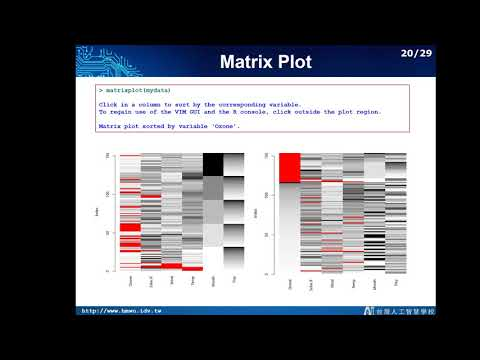 20/29
Matrix Plot
> matrixplot(mydata)
Click in a column to sort by the corresponding variable.
To regain use of the VIM GUI and the R console, click outside the plot region.
Matrix plot sorted by variable 'Ozone'.
150
100
50
0
Index
Ozone
Solar.R
Wind
Temp
Month
Day
150
100
50
0
Index
Ozone
Solar.R
Wind
Temp
Month
Day
http://www.hmwu.idv.tw
台灣人工智慧學校